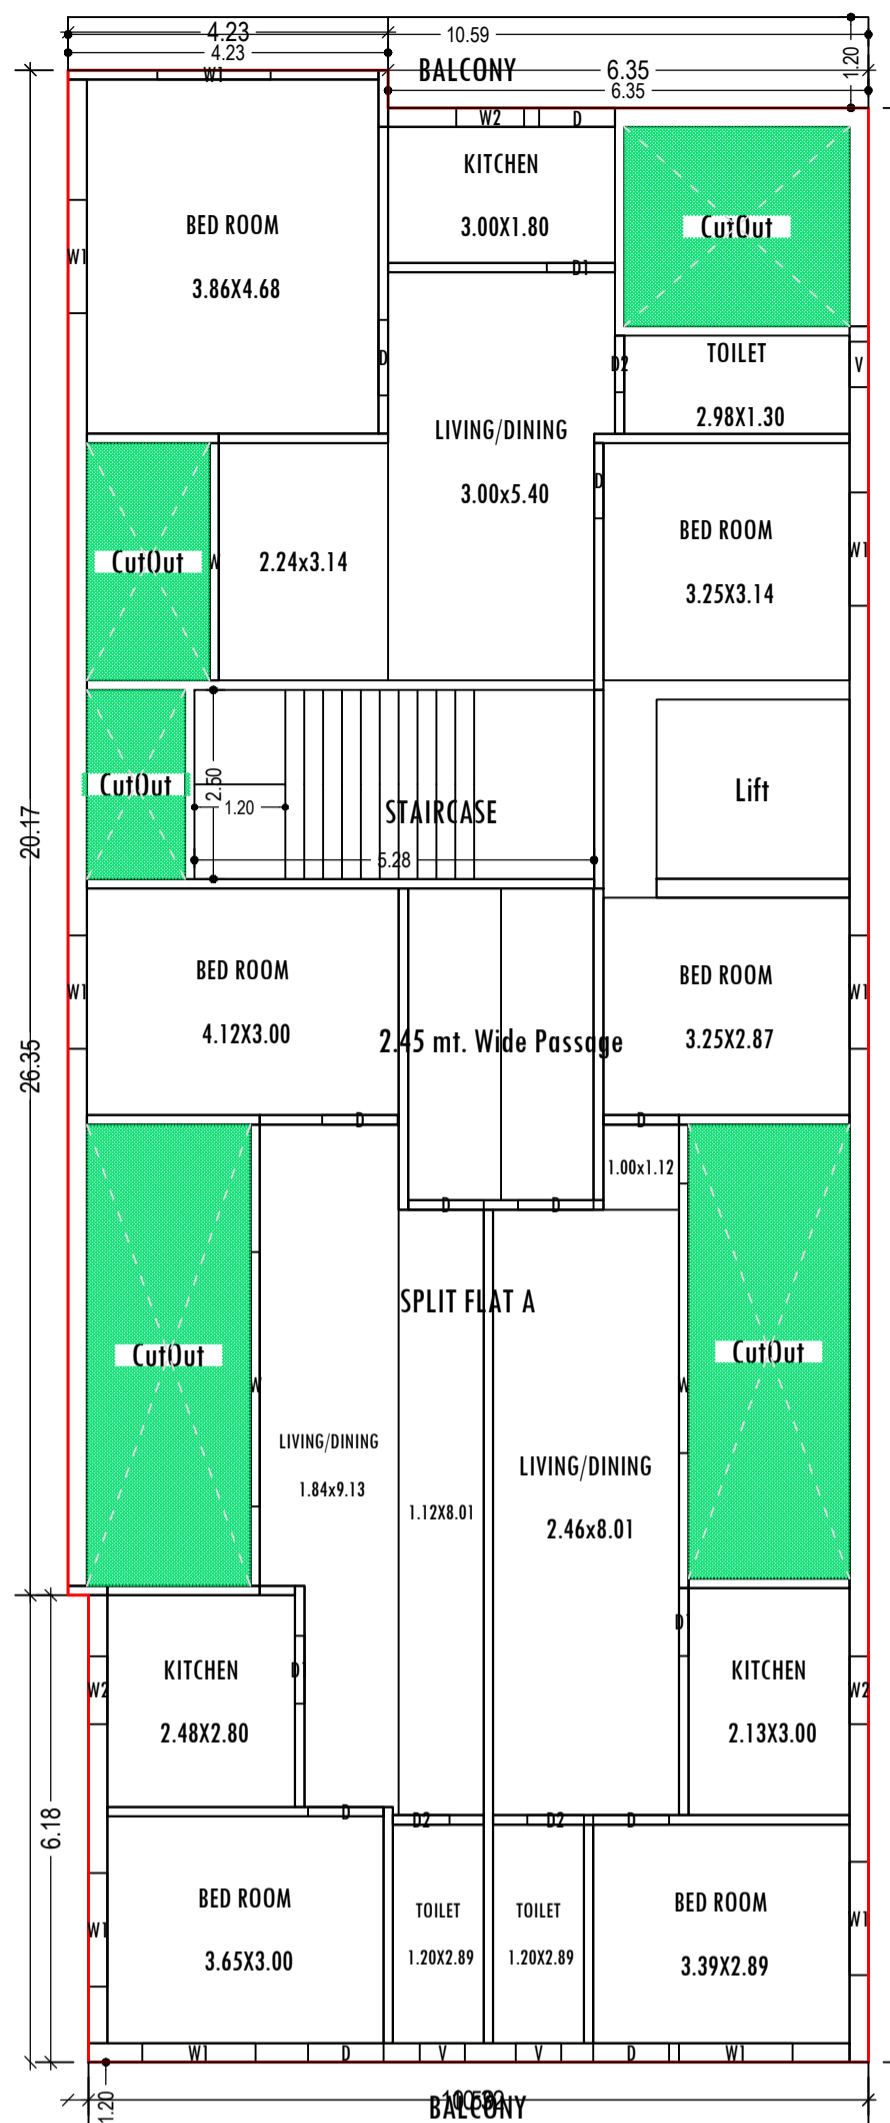 4.23
10.59
4.23
1.20
BALCONY
6.35
6.35
W1
W2
D
KITCHEN
3.00X1.80
CutOut
BED ROOM
3.86X4.68
W1
D1
D
D2
TOILET
2.98X1.30
V
LIVING/DINING
3.00x5.40
D
BED ROOM
3.25X3.14
W1
CutOut
W
2.24x3.14
CutOut
2.50
1.20
STAIRCASE
5.28
Lift
20.17
BED ROOM
4.12X3.00
W1
2.45 mt. Wide Passage
BED ROOM
3.25X2.87
W1
26.35
D
D
1.00x1.12
D
D
SPLIT FLAT A
CutOut
W
CutOut
W
LIVING/DINING
1.84x9.13
1.12X8.01
LIVING/DINING
2.46x8.01
KITCHEN
2.48X2.80
W2
KITCHEN
2.13X3.00
W2
6.18
D
D2
D2
D
BED ROOM
3.65X3.00
W1
TOILET
1.20X2.89
TOILET
1.20X2.89
BED ROOM
3.39X2.89
W1
W1
D
V
V
D
W1
1.20
BALCONY